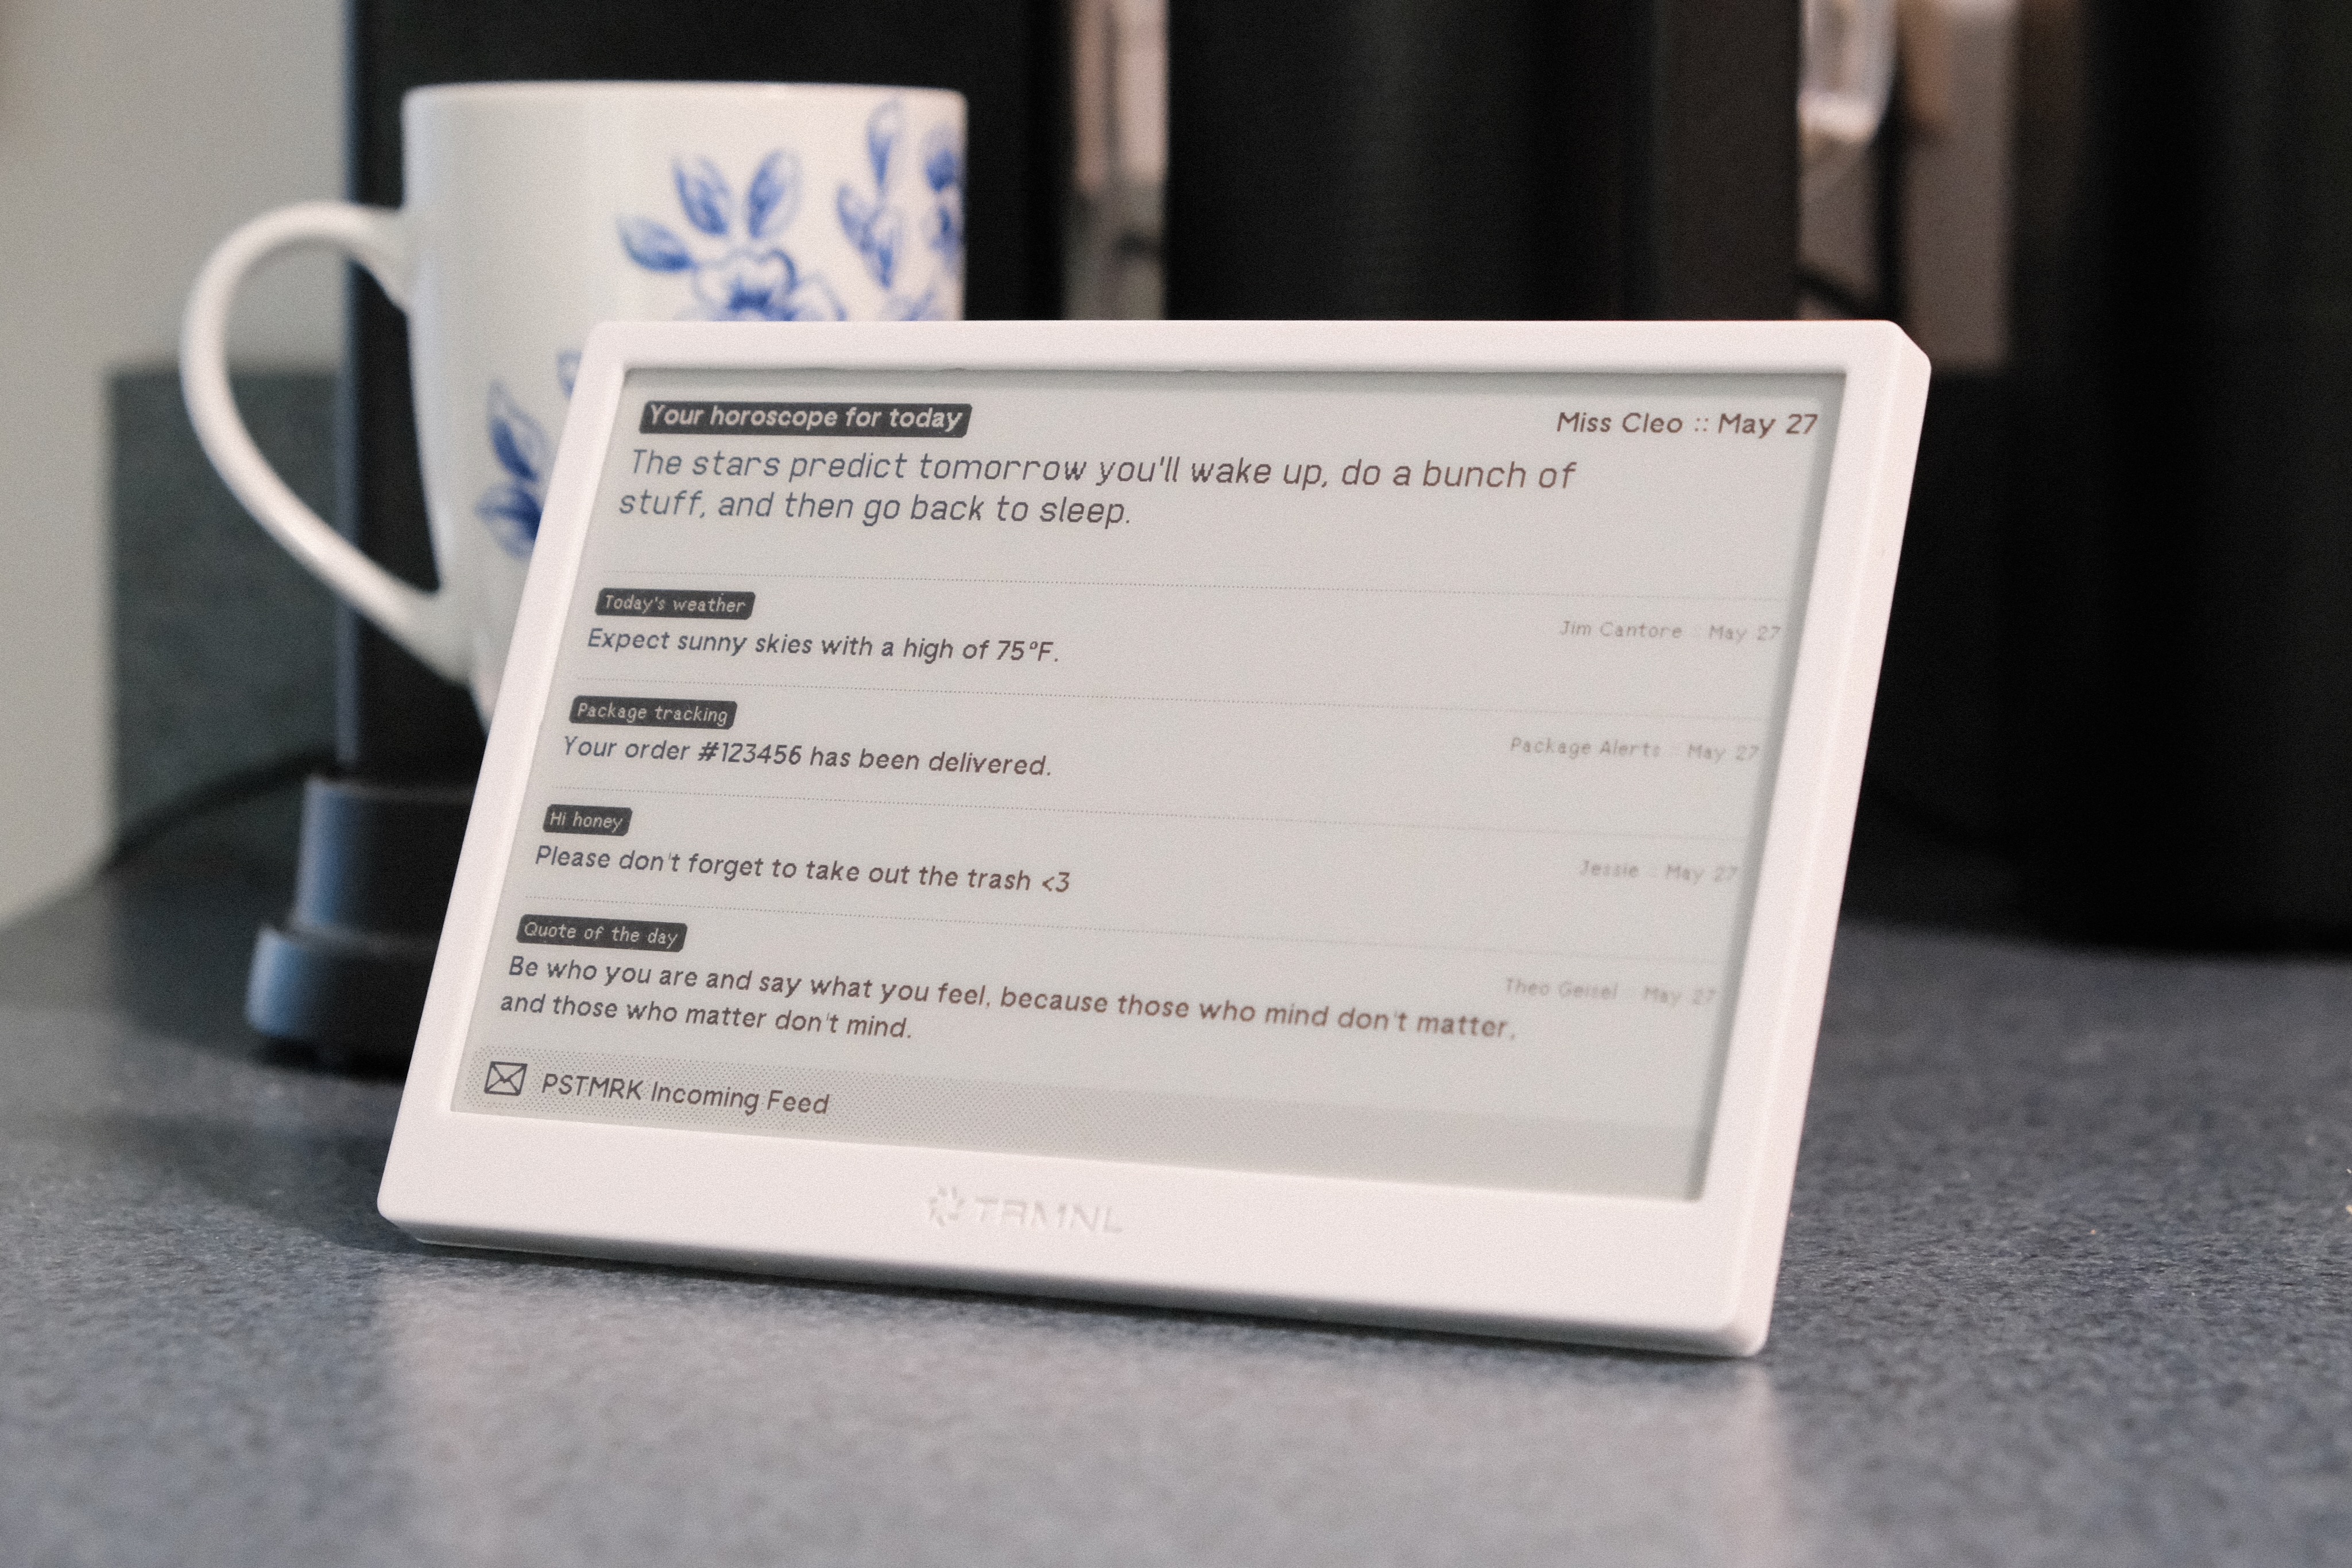 Your horoscope for today
Miss Cleo :: May 27
The stars predict tomorrow you'll wake up, do a bunch of
stuff, and then go back to sleep.
Today's weather
Jim Cantore :: May 27
Expect sunny skies with a high of 75°F.
Package tracking
Package Alerts :: May 27
Your order #123456 has been delivered.
Hi honey
Jessie :: May 27
Please don't forget to take out the trash <3
Quote of the day
Theo Geisel :: May 27
Be who you are and say what you feel, because those who mind don't matter,
and those who matter don't mind.
PSTMRK Incoming Feed
TRMNL